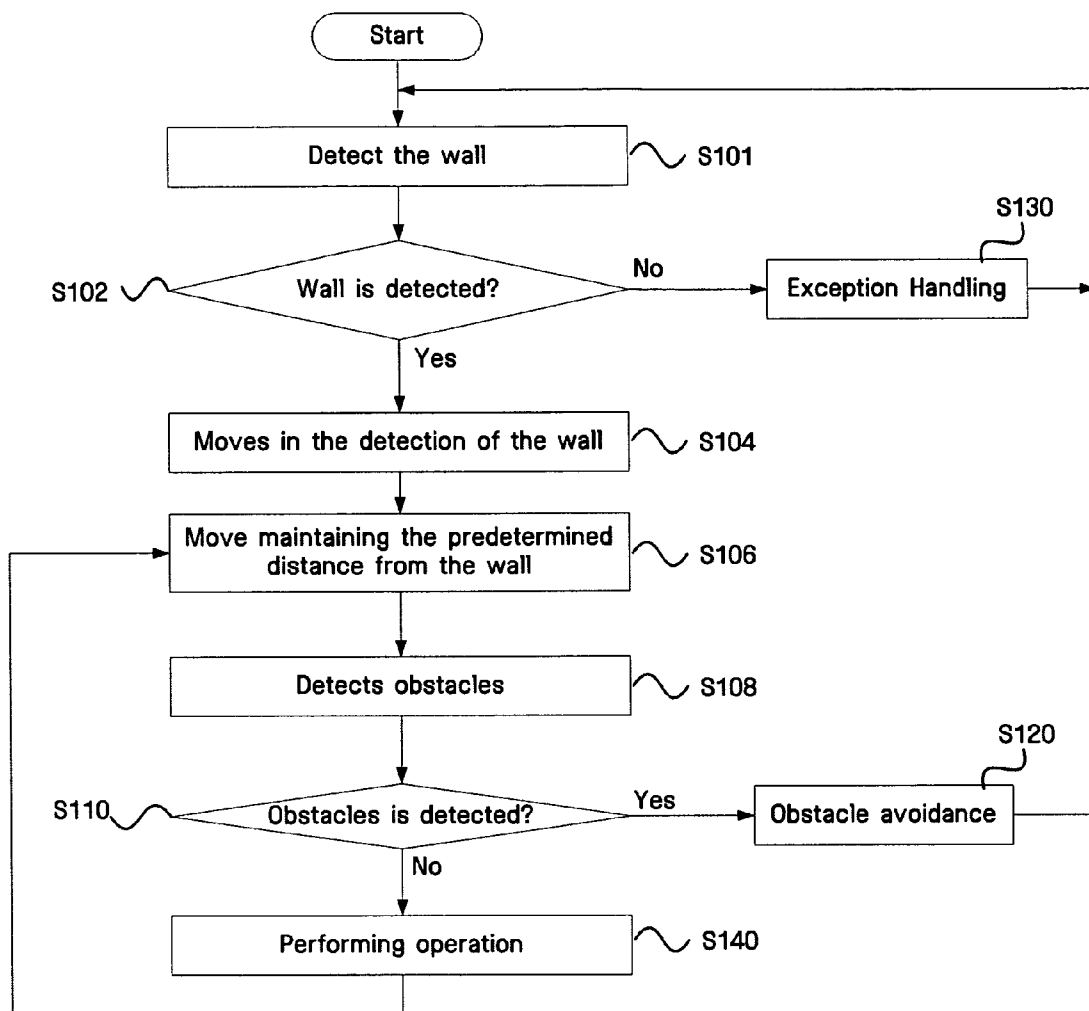 Start
Detect the wall
S101
S130
S102
Wall is detected?
No
Exception Handling
Yes
Moves in the detection of the wall
S104
Move maintaining the predetermined
distance from the wall
S106
Detects obstacles
S108
S120
S110
Obstacles is detected?
Yes
Obstacle avoidance
No
Performing operation
S140